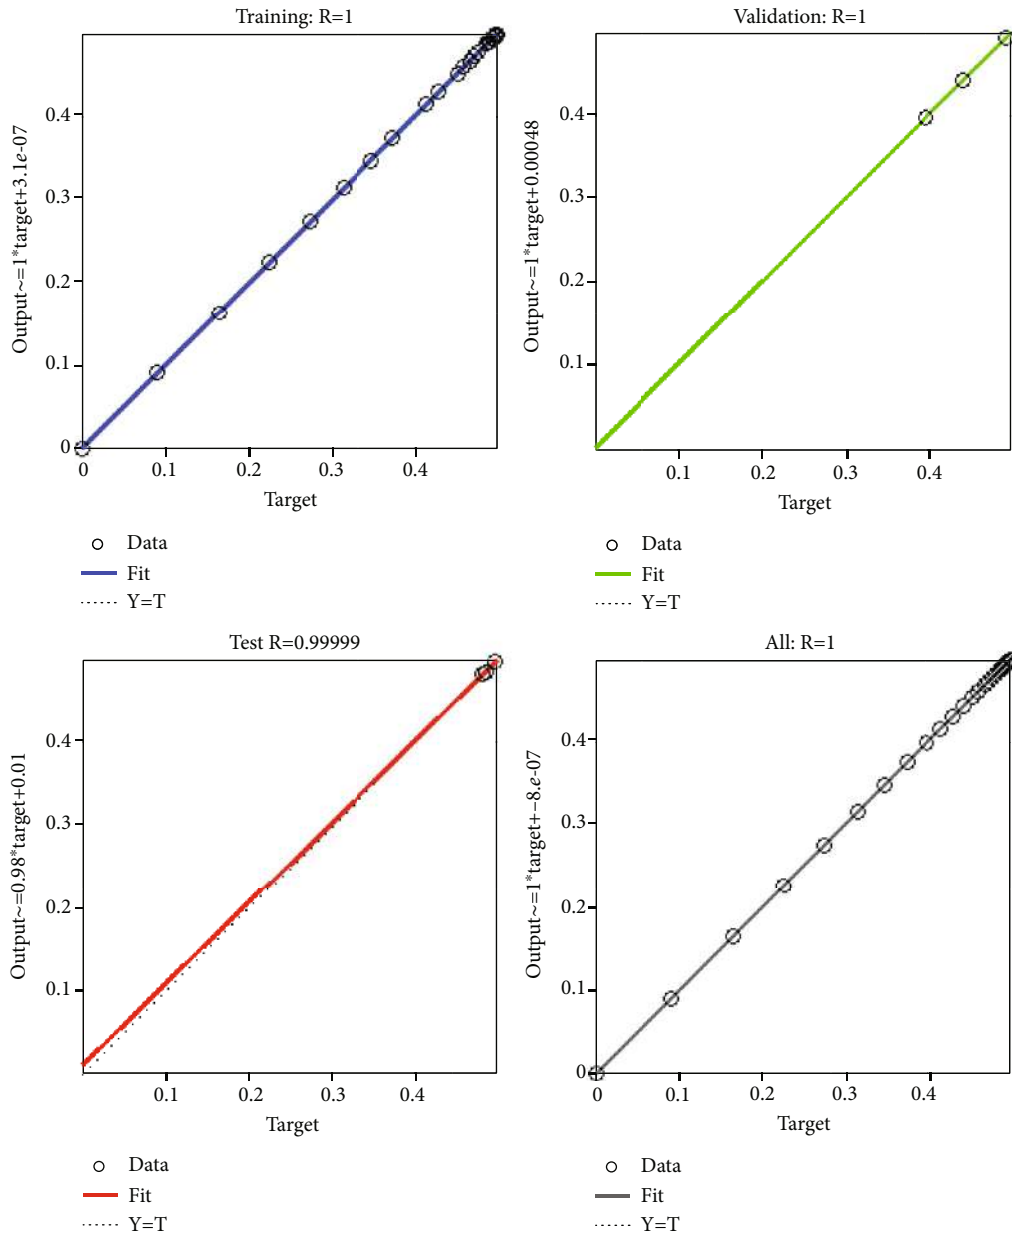 Training: R=1
Output~=1*target+3.1e-07
0.4
0.3
0.2
0.1
0
0
0.1
0.2
0.3
0.4
Target
Data
Fit
Y=T
Validation: R=1
Output~=1*target+0.00048
0.4
0.3
0.2
0.1
0.1
0.2
0.3
0.4
Target
Data
Fit
Y=T
Test R=0.99999
Output~=0.98*target+0.01
0.4
0.3
0.2
0.1
0.1
0.2
0.3
0.4
Target
Data
Fit
Y=T
All: R=1
Output~=1*target+−8.e-07
0.4
0.3
0.2
0.1
0
0
0.1
0.2
0.3
0.4
Target
Data
Fit
Y=T